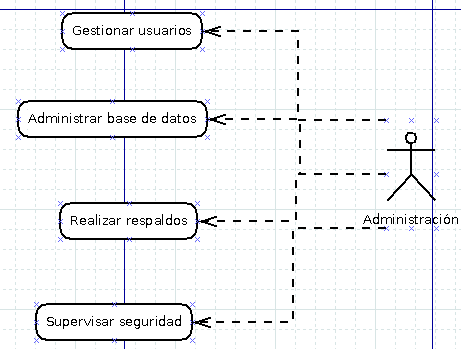 Gestionar usuarios
Administrar base de datos
Administración
Realizar respaldos
Supervisar seguridad